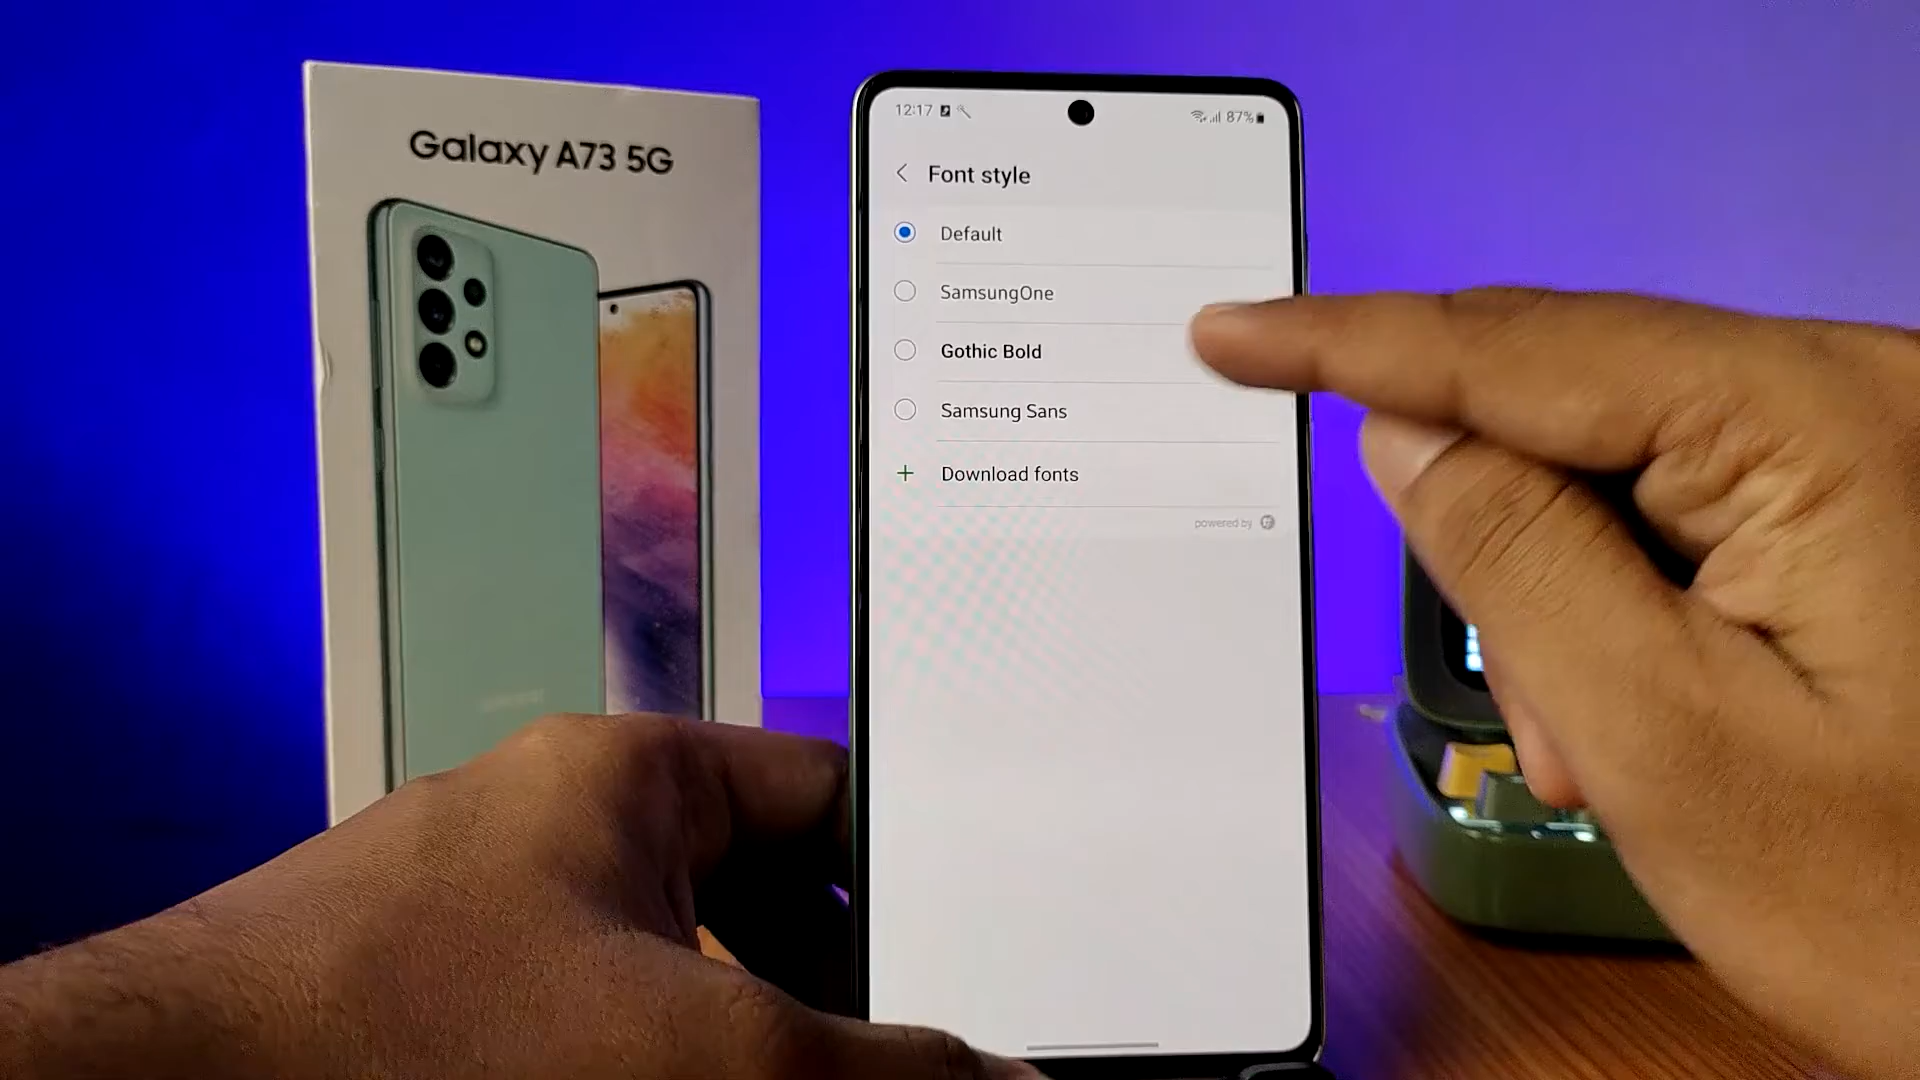 Galaxy A73 5G
12:17
87%
Font style
Default
SamsungOne
Gothic Bold
Samsung Sans
+ Download fonts
powered by